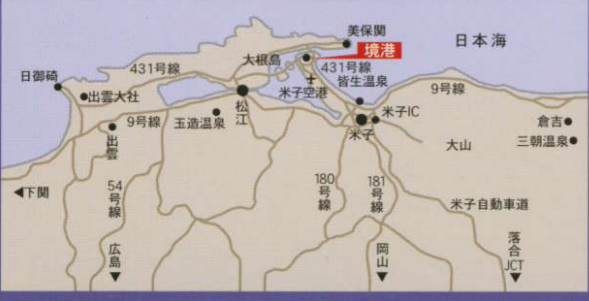 美保関
境港
日本海
大根島
431号線
431号線
日御碕
皆生温泉
米子空港
9号線
出雲大社
松江
米子IC
9号線
玉造温泉
米子
倉吉
出雲
大山
三朝温泉
◀下関
54号線
180号線
181号線
米子自動車道
広島▼
岡山▼
落合JCT▼